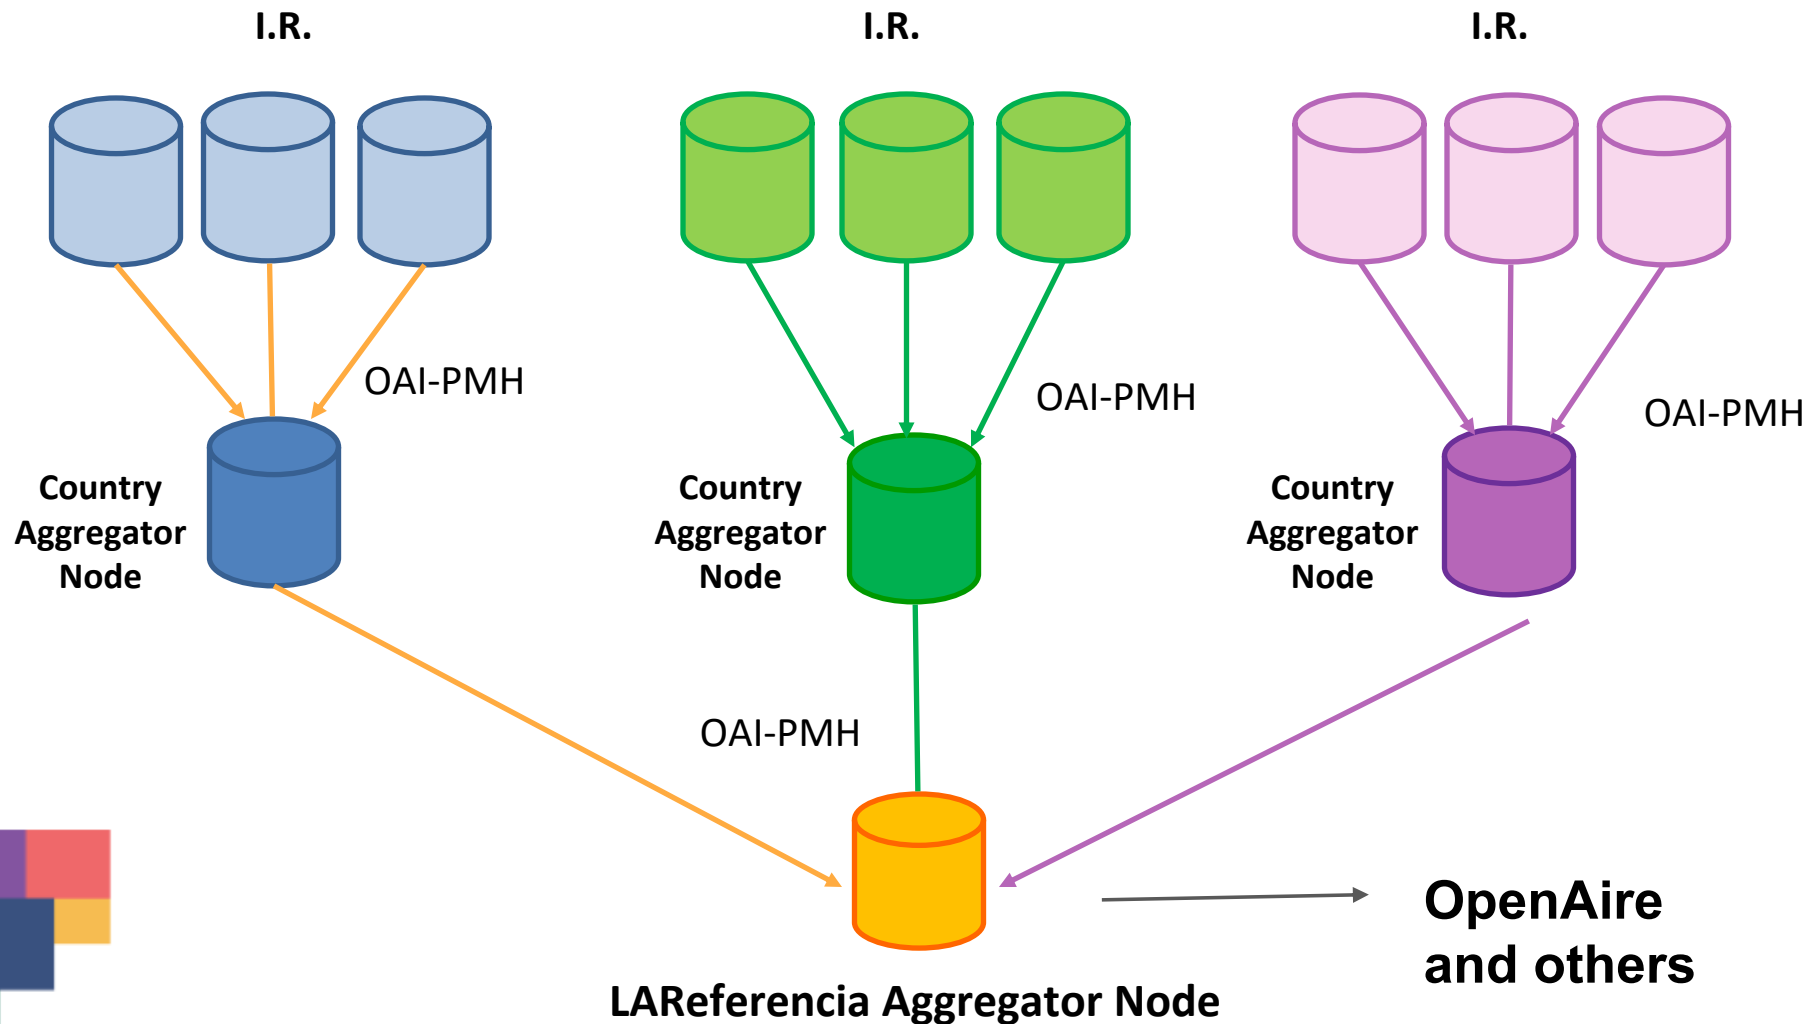 I.R.
I.R.
I.R.
OAI-PMH
OAI-PMH
OAI-PMH
Country
Aggregator
Node
Country
Aggregator
Node
Country
Aggregator
Node
OAI-PMH
OpenAire
and others
LAReferencia Aggregator Node